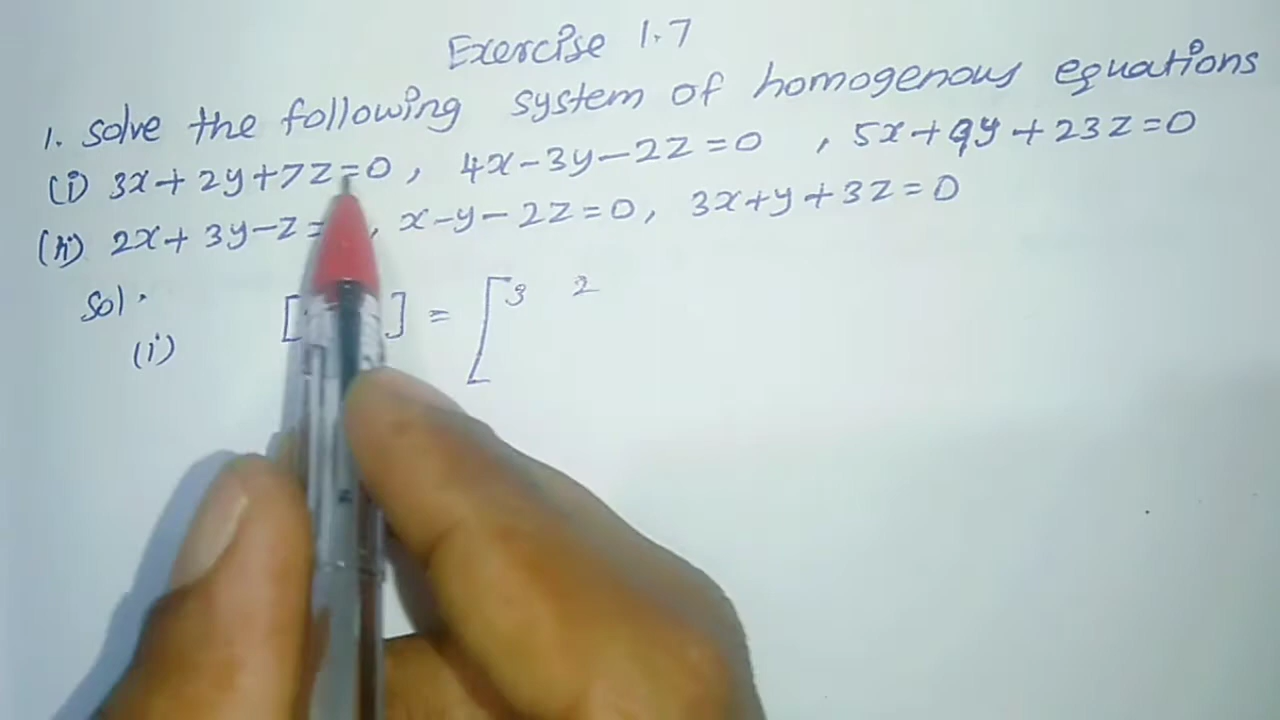 Exercise 1.7
1. Solve the following system of homogenous equations
(i) 3x + 2y + 7z = 0, 4x - 3y - 2z = 0, 5x + 9y + 23z = 0
(ii) 2x + 3y - z = , x - y - 2z = 0, 3x + y + 3z = 0
Sol.
(i) [ ] = [ 3 2